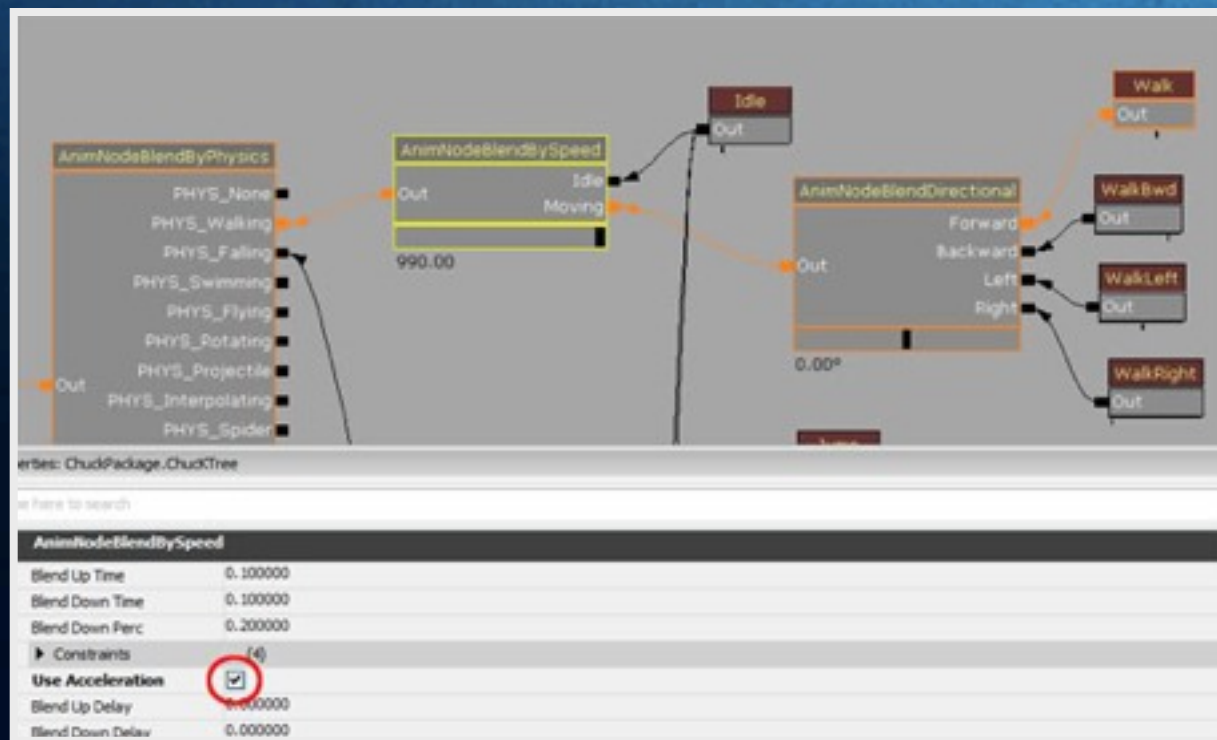 AnimNodeBlendByPhysics
PHYS_None
PHYS_Walking
PHYS_Falling
PHYS_Swimming
PHYS_Flying
PHYS_Rotating
PHYS_Projectile
PHYS_Interpolating
PHYS_Spider
Out
AnimNodeBlendBySpeed
Out
Idle
Moving
990.00
Idle
Out
AnimNodeBlendDirectional
Forward
Backward
Left
Right
Out
0.00°
Walk
Out
WalkBwd
Out
WalkLeft
Out
WalkRight
Out
erties: ChuckPackage.ChucKTree
e here to search
AnimNodeBlendBySpeed
Blend Up Time 0.100000
Blend Down Time 0.100000
Blend Down Perc 0.200000
Constraints (4)
Use Acceleration
Blend Up Delay 0.000000
Blend Down Delay 0.000000